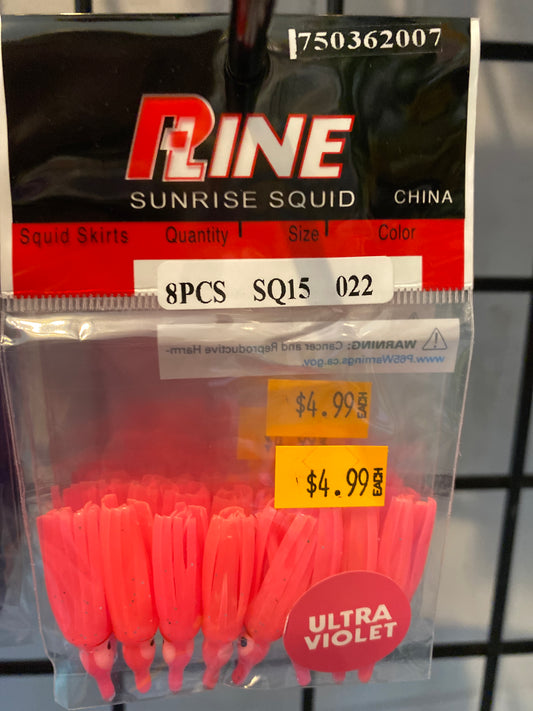 750362007
PLINE
SUNRISE SQUID
CHINA
Squid Skirts Quantity Size Color
8PCS SQ15 022
WARNING: Cancer and Reproductive Harm-
www.P65Warnings.ca.gov.
$4.99 EACH
$4.99 EACH
ULTRA
VIOLET